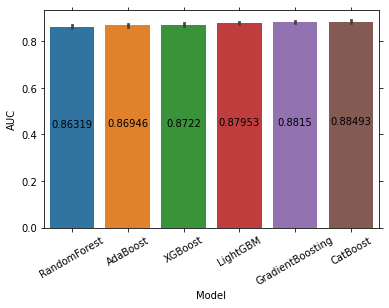 AUC
0.8
0.6
0.4
0.2
0.0
0.86319
0.86946
0.8722
0.87953
0.8815
0.88493
RandomForest
AdaBoost
XGBoost
LightGBM
GradientBoosting
CatBoost
Model